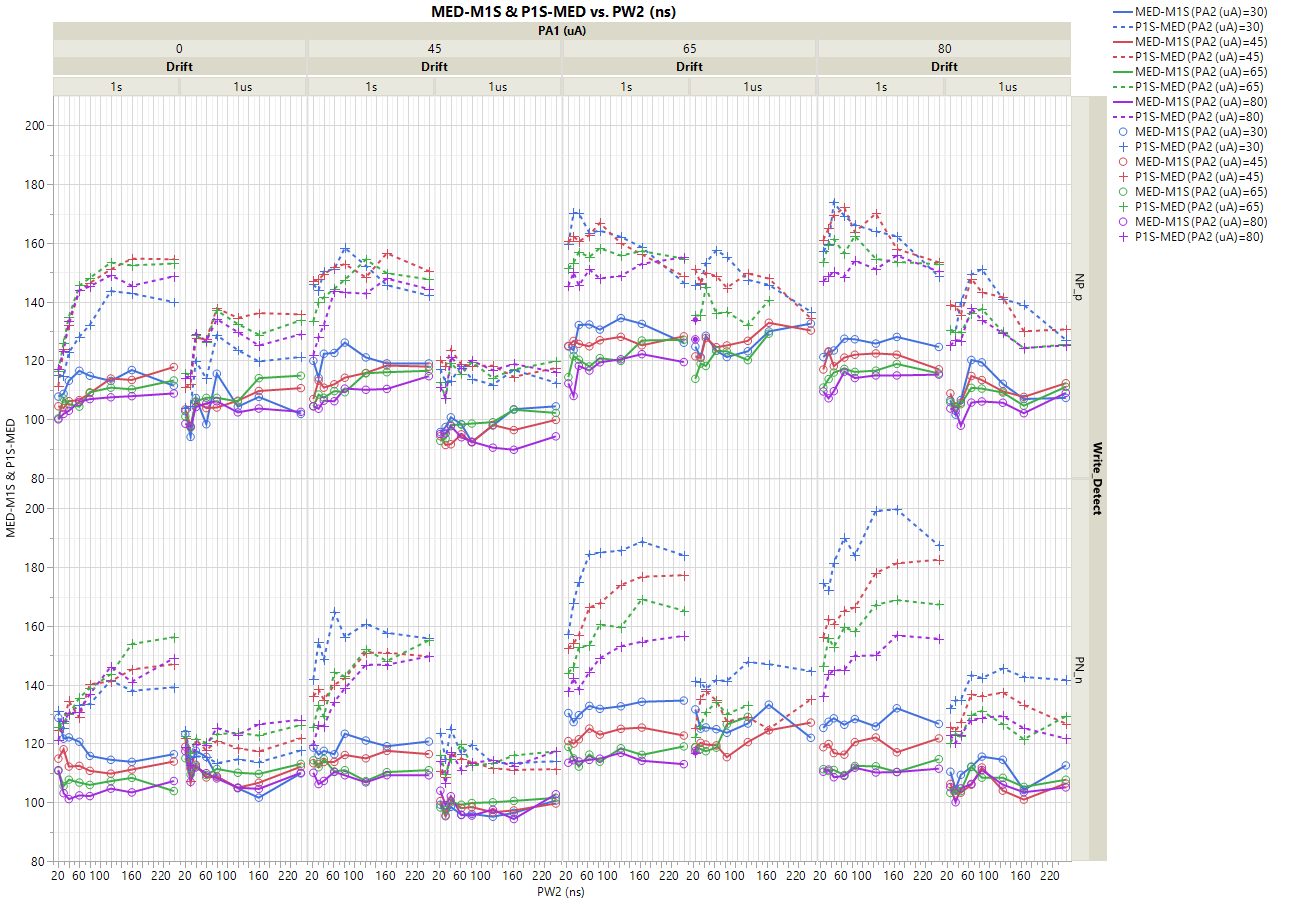 MED-M1S & P1S-MED vs. PW2 (ns)
PA1 (uA)
0 45 65 80
Drift Drift Drift Drift
1s 1us 1s 1us 1s 1us 1s 1us
MED-M1S(PA2 (uA)=30)
P1S-MED(PA2 (uA)=30)
MED-M1S(PA2 (uA)=45)
P1S-MED(PA2 (uA)=45)
MED-M1S(PA2 (uA)=65)
P1S-MED(PA2 (uA)=65)
MED-M1S(PA2 (uA)=80)
P1S-MED(PA2 (uA)=80)
MED-M1S(PA2 (uA)=30)
P1S-MED(PA2 (uA)=30)
MED-M1S(PA2 (uA)=45)
P1S-MED(PA2 (uA)=45)
MED-M1S(PA2 (uA)=65)
P1S-MED(PA2 (uA)=65)
MED-M1S(PA2 (uA)=80)
P1S-MED(PA2 (uA)=80)
200
180
160
140
120
100
80
NP_p
MED-M1S & P1S-MED
Write_Detect
200
180
160
140
120
100
80
PN_n
20 60 100 160 220 20 60 100 160 220 20 60 100 160 220 20 60 100 160 220 20 60 100 160 220 20 60 100 160 220 20 60 100 160 220 20 60 100 160 220
PW2 (ns)